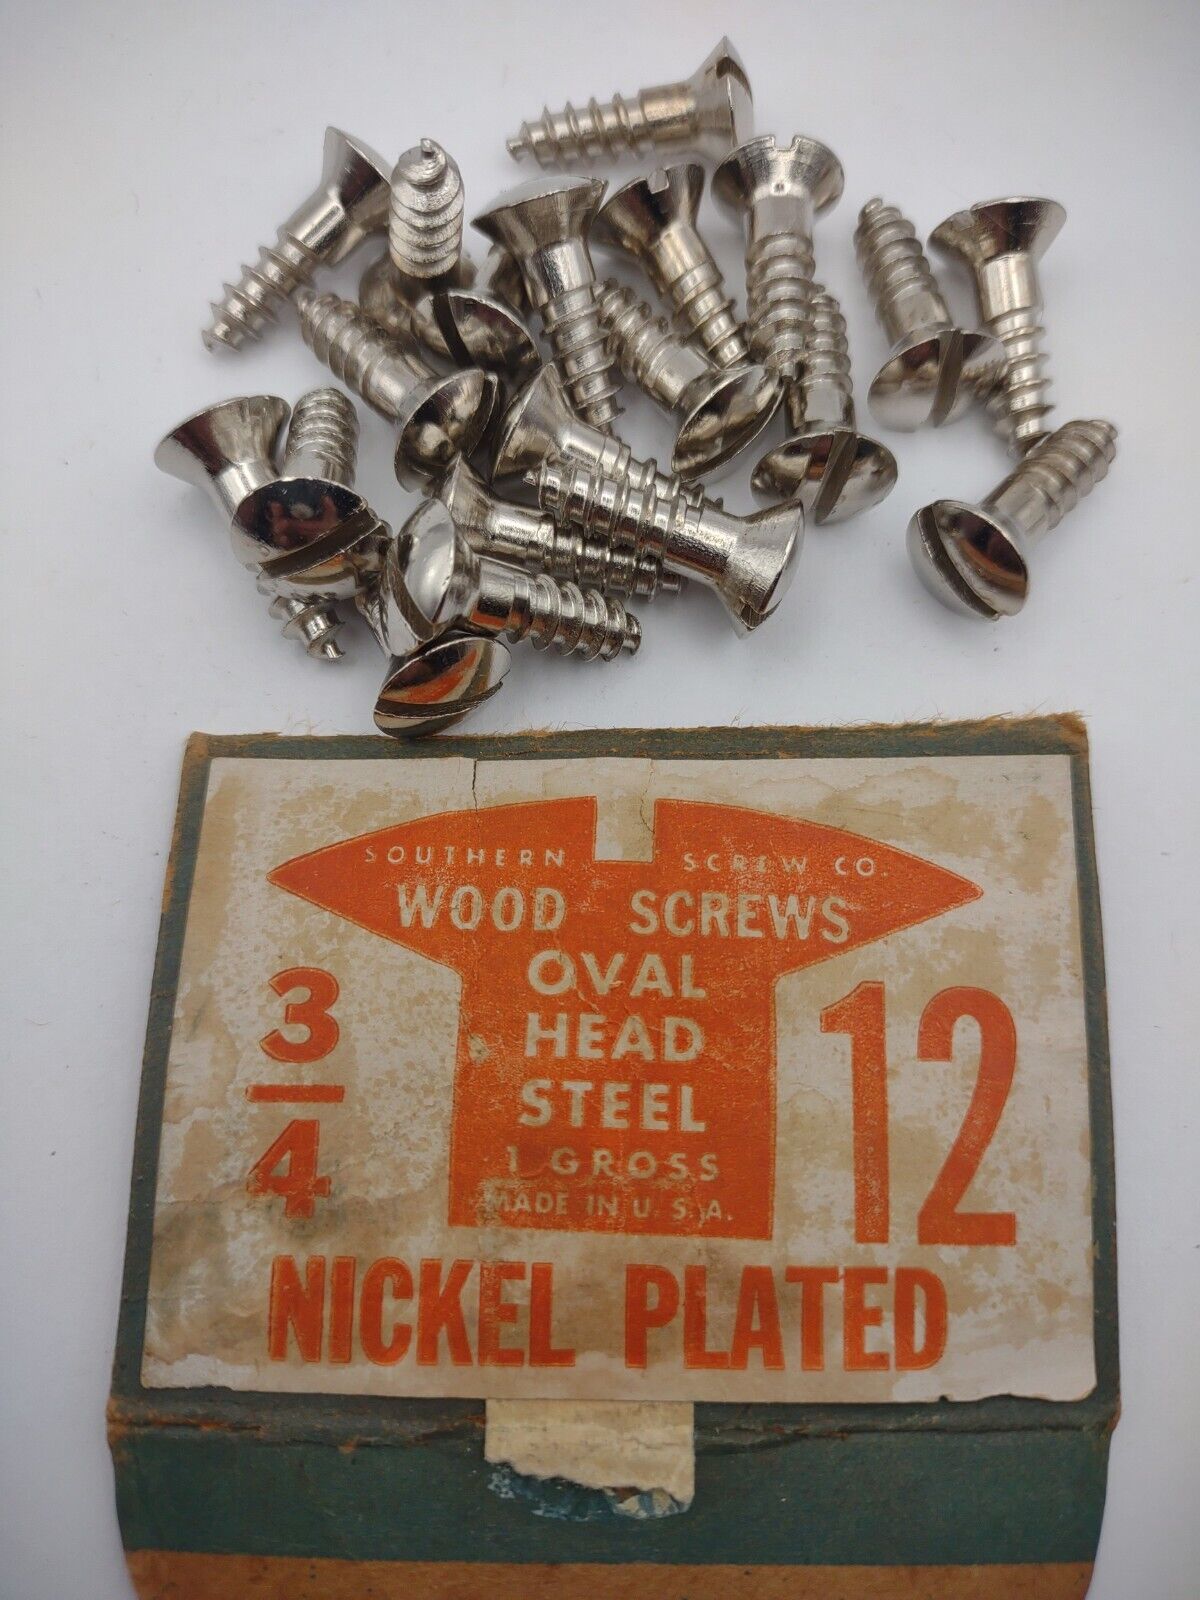 SOUTHERN SCREW CO.
WOOD SCREWS
OVAL
HEAD
STEEL
1 GROSS
MADE IN U.S.A.
3/4
12
NICKEL PLATED